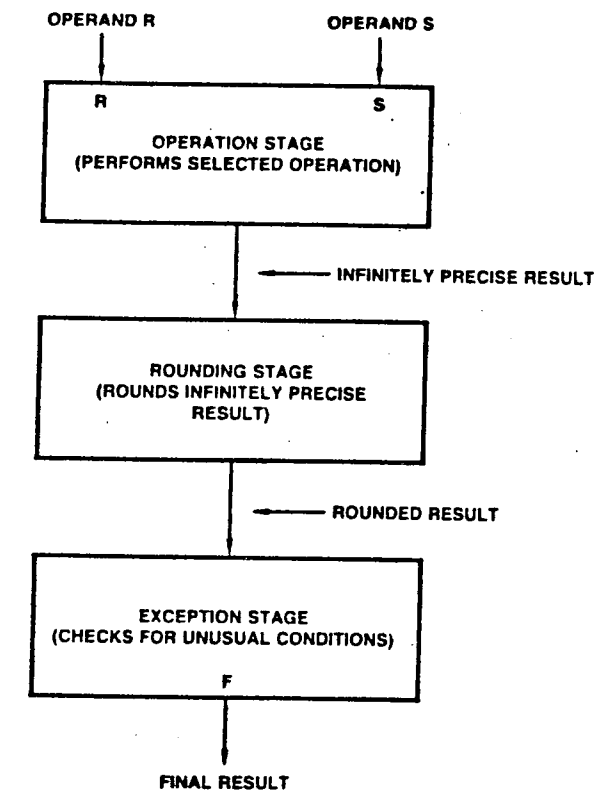 OPERAND R
OPERAND S
R
S
OPERATION STAGE
(PERFORMS SELECTED OPERATION)
INFINITELY PRECISE RESULT
ROUNDING STAGE
(ROUNDS INFINITELY PRECISE
RESULT)
ROUNDED RESULT
EXCEPTION STAGE
(CHECKS FOR UNUSUAL CONDITIONS)
F
FINAL RESULT